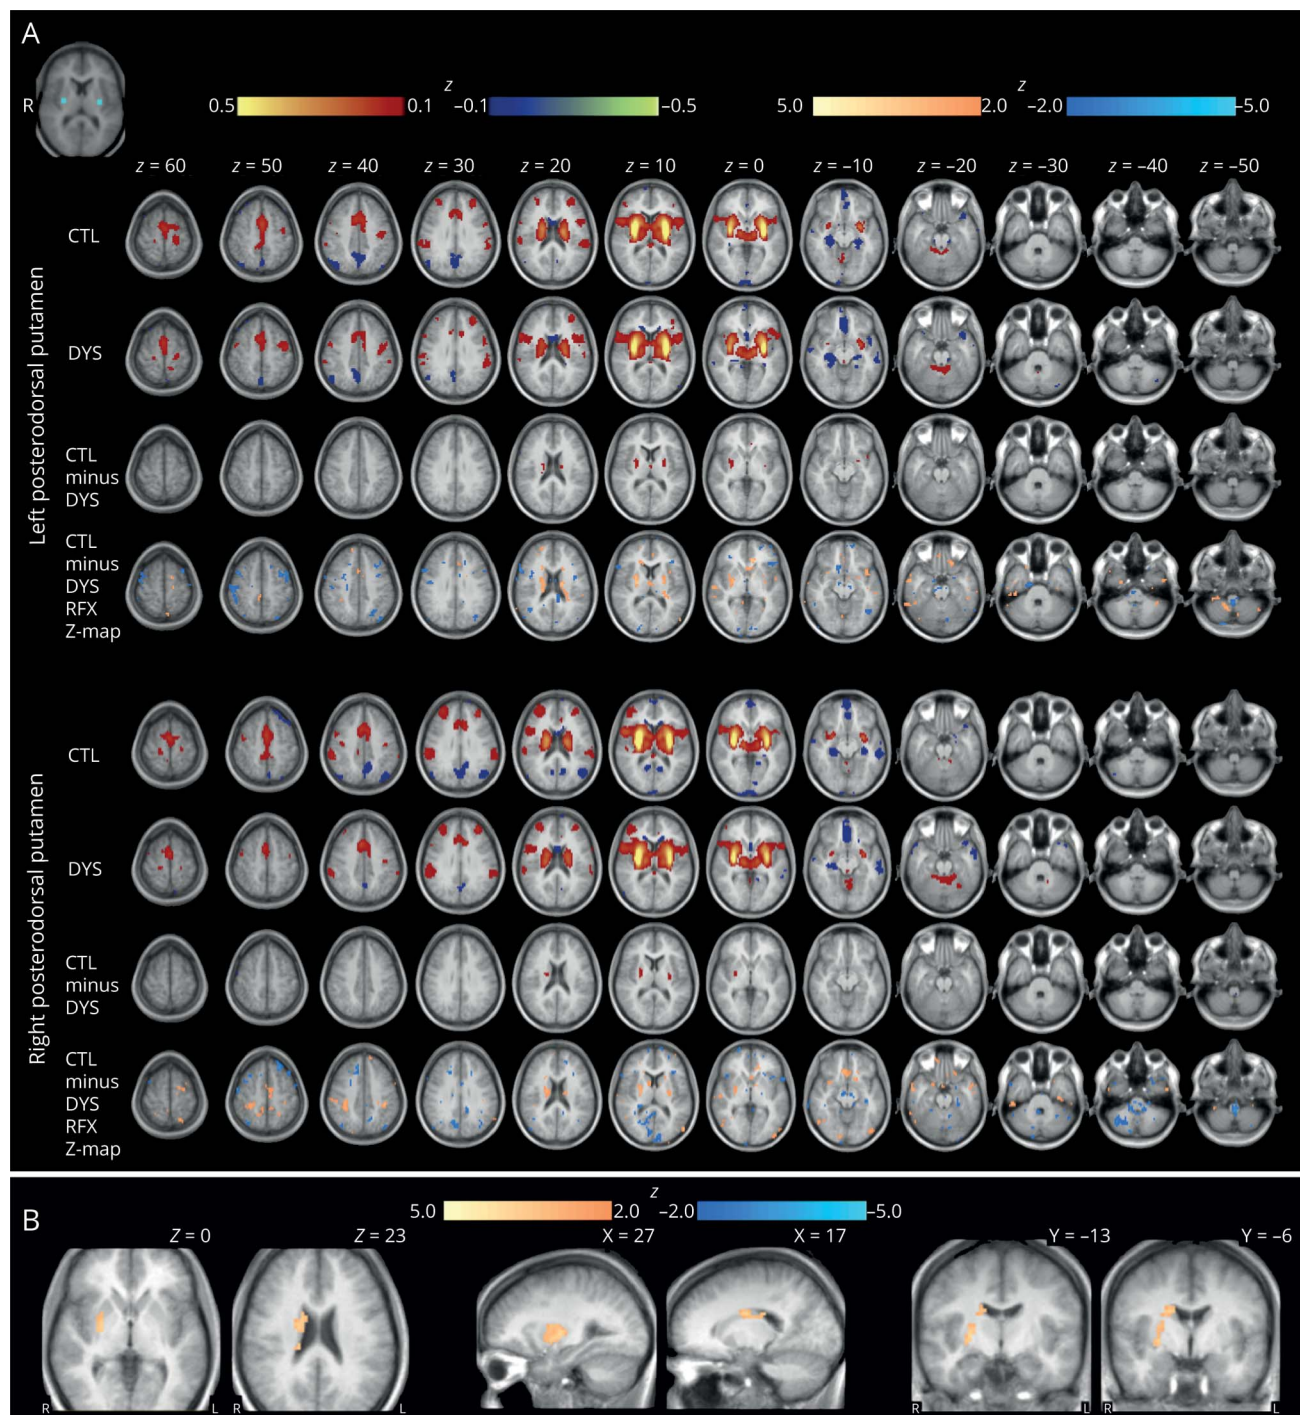 A
R
z
0.5 0.1 –0.1 –0.5
z
5.0 2.0 –2.0 –5.0
z = 60 z = 50 z = 40 z = 30 z = 20 z = 10 z = 0 z = –10 z = –20 z = –30 z = –40 z = –50
Left posterodorsal putamen
CTL
DYS
CTL
minus
DYS
CTL
minus
DYS
RFX
Z-map
Right posterodorsal putamen
CTL
DYS
CTL
minus
DYS
CTL
minus
DYS
RFX
Z-map
B
z
5.0 2.0 –2.0 –5.0
Z = 0 Z = 23 X = 27 X = 17 Y = –13 Y = –6
R L R L R L R L